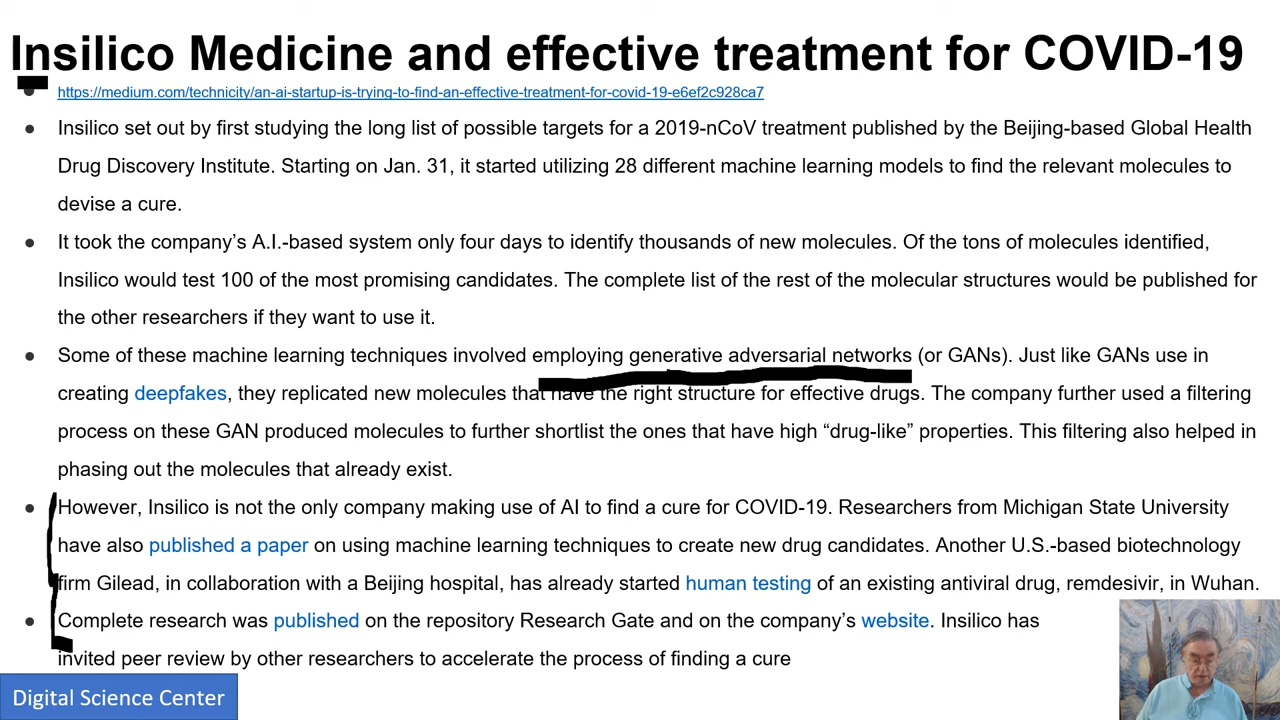 Insilico Medicine and effective treatment for COVID-19
https://medium.com/technicity/an-ai-startup-is-trying-to-find-an-effective-treatment-for-covid-19-e6ef2c928ca7
Insilico set out by first studying the long list of possible targets for a 2019-nCoV treatment published by the Beijing-based Global Health
Drug Discovery Institute. Starting on Jan. 31, it started utilizing 28 different machine learning models to find the relevant molecules to
devise a cure.
It took the company’s A.I.-based system only four days to identify thousands of new molecules. Of the tons of molecules identified,
Insilico would test 100 of the most promising candidates. The complete list of the rest of the molecular structures would be published for
the other researchers if they want to use it.
Some of these machine learning techniques involved employing generative adversarial networks (or GANs). Just like GANs use in
creating deepfakes, they replicated new molecules that have the right structure for effective drugs. The company further used a filtering
process on these GAN produced molecules to further shortlist the ones that have high “drug-like” properties. This filtering also helped in
phasing out the molecules that already exist.
However, Insilico is not the only company making use of AI to find a cure for COVID-19. Researchers from Michigan State University
have also published a paper on using machine learning techniques to create new drug candidates. Another U.S.-based biotechnology
firm Gilead, in collaboration with a Beijing hospital, has already started human testing of an existing antiviral drug, remdesivir, in Wuhan.
Complete research was published on the repository Research Gate and on the company’s website. Insilico has
invited peer review by other researchers to accelerate the process of finding a cure
Digital Science Center